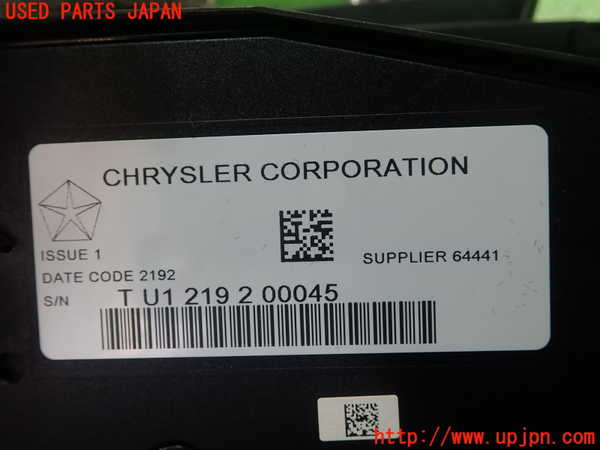 USED PARTS JAPAN
CHRYSLER CORPORATION
ISSUE 1
SUPPLIER 64441
DATE CODE 2192
S/N T U1 219 2 00045
http://www.upjpn.com/